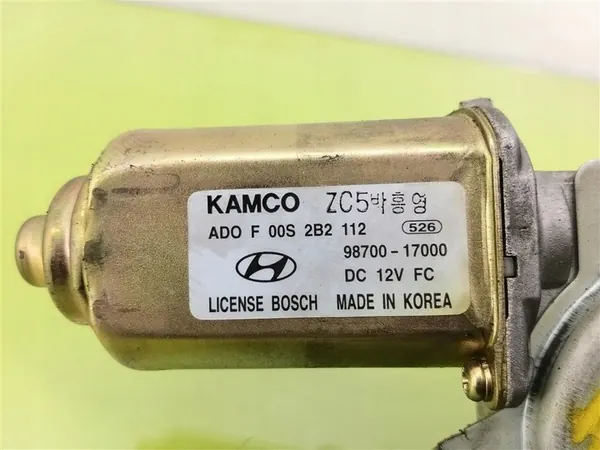 KAMCO ZC5박흥영
ADO F 00S 2B2 112 526
98700-17000
DC 12V FC
LICENSE BOSCH MADE IN KOREA